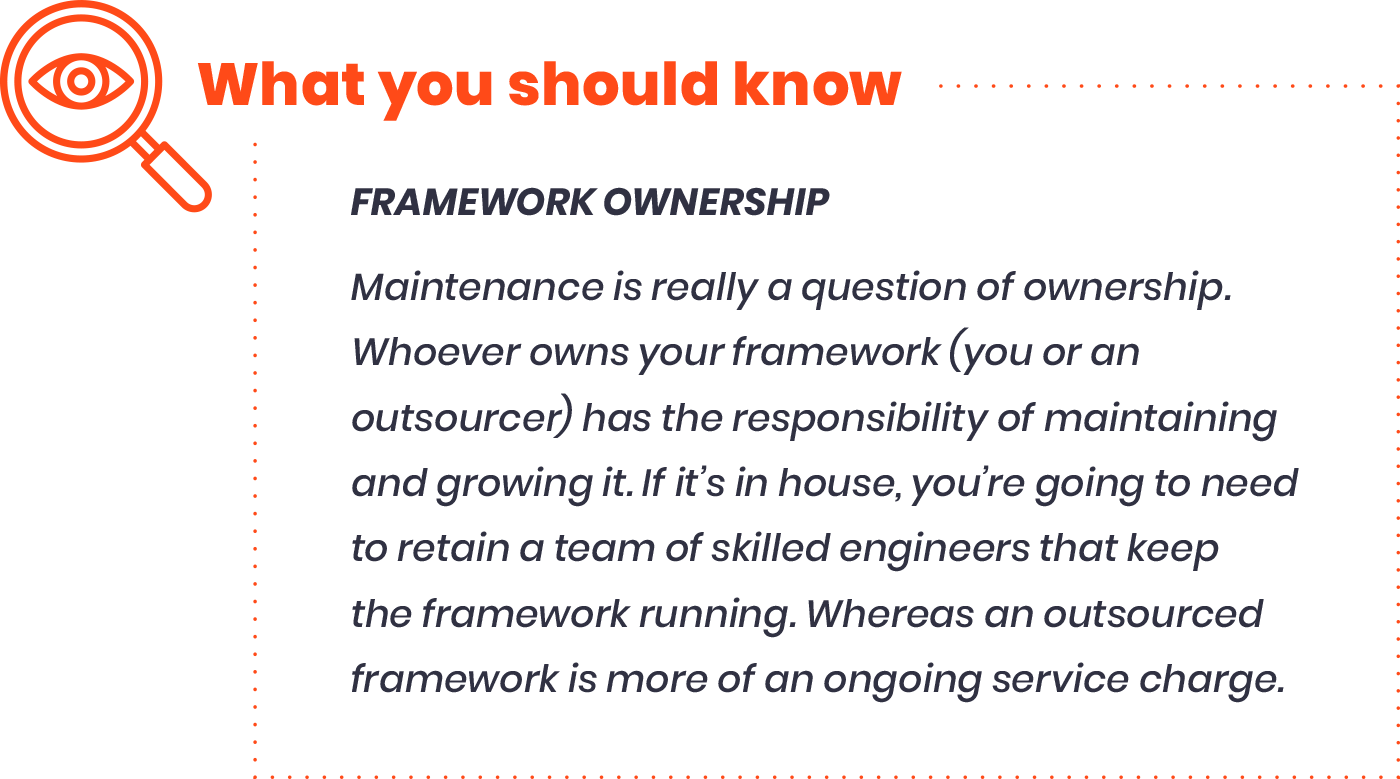 What you should know
FRAMEWORK OWNERSHIP
Maintenance is really a question of ownership.
Whoever owns your framework (you or an
outsourcer) has the responsibility of maintaining
and growing it. If it’s in house, you’re going to need
to retain a team of skilled engineers that keep
the framework running. Whereas an outsourced
framework is more of an ongoing service charge.